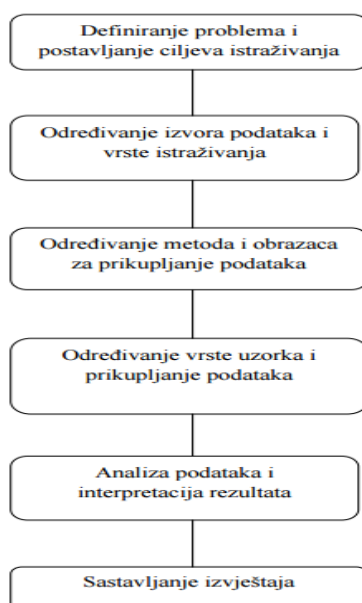 Definiranje problema i
postavljanje ciljeva istraživanja
Određivanje izvora podataka i
vrste istraživanja
Određivanje metoda i obrazaca
za prikupljanje podataka
Određivanje vrste uzorka i
prikupljanje podataka
Analiza podataka i
interpretacija rezultata
Sastavljanje izvještaja